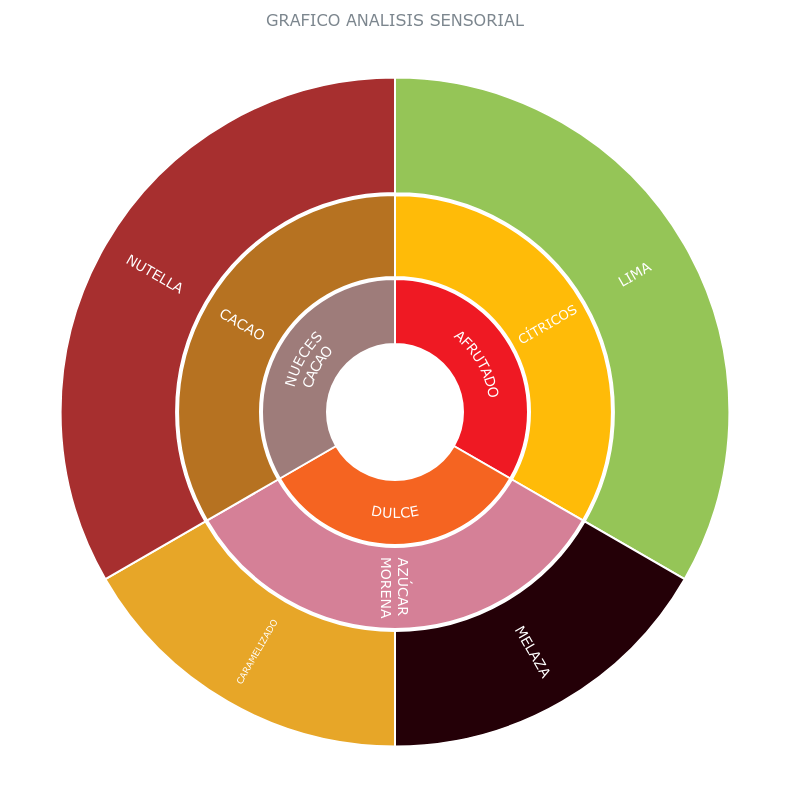 GRAFICO ANALISIS SENSORIAL
NUTELLA
LIMA
CACAO
CÍTRICOS
NUECES
CACAO
AFRUTADO
DULCE
AZÚCAR
MORENA
CARAMELIZADO
MELAZA